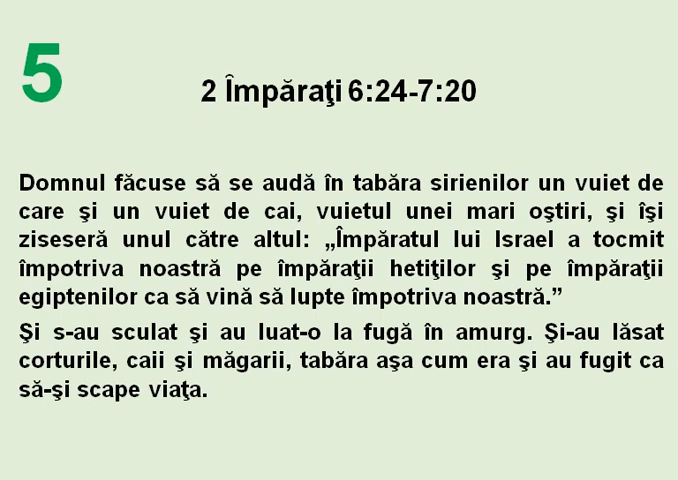 5
2 Împăraţi 6:24-7:20
Domnul făcuse să se audă în tabăra sirienilor un vuiet de
care şi un vuiet de cai, vuietul unei mari oştiri, şi îşi
ziseseră unul către altul: „Împăratul lui Israel a tocmit
împotriva noastră pe împăraţii hetiţilor şi pe împăraţii
egiptenilor ca să vină să lupte împotriva noastră.”
Şi s-au sculat şi au luat-o la fugă în amurg. Şi-au lăsat
corturile, caii şi măgarii, tabăra aşa cum era şi au fugit ca
să-şi scape viaţa.